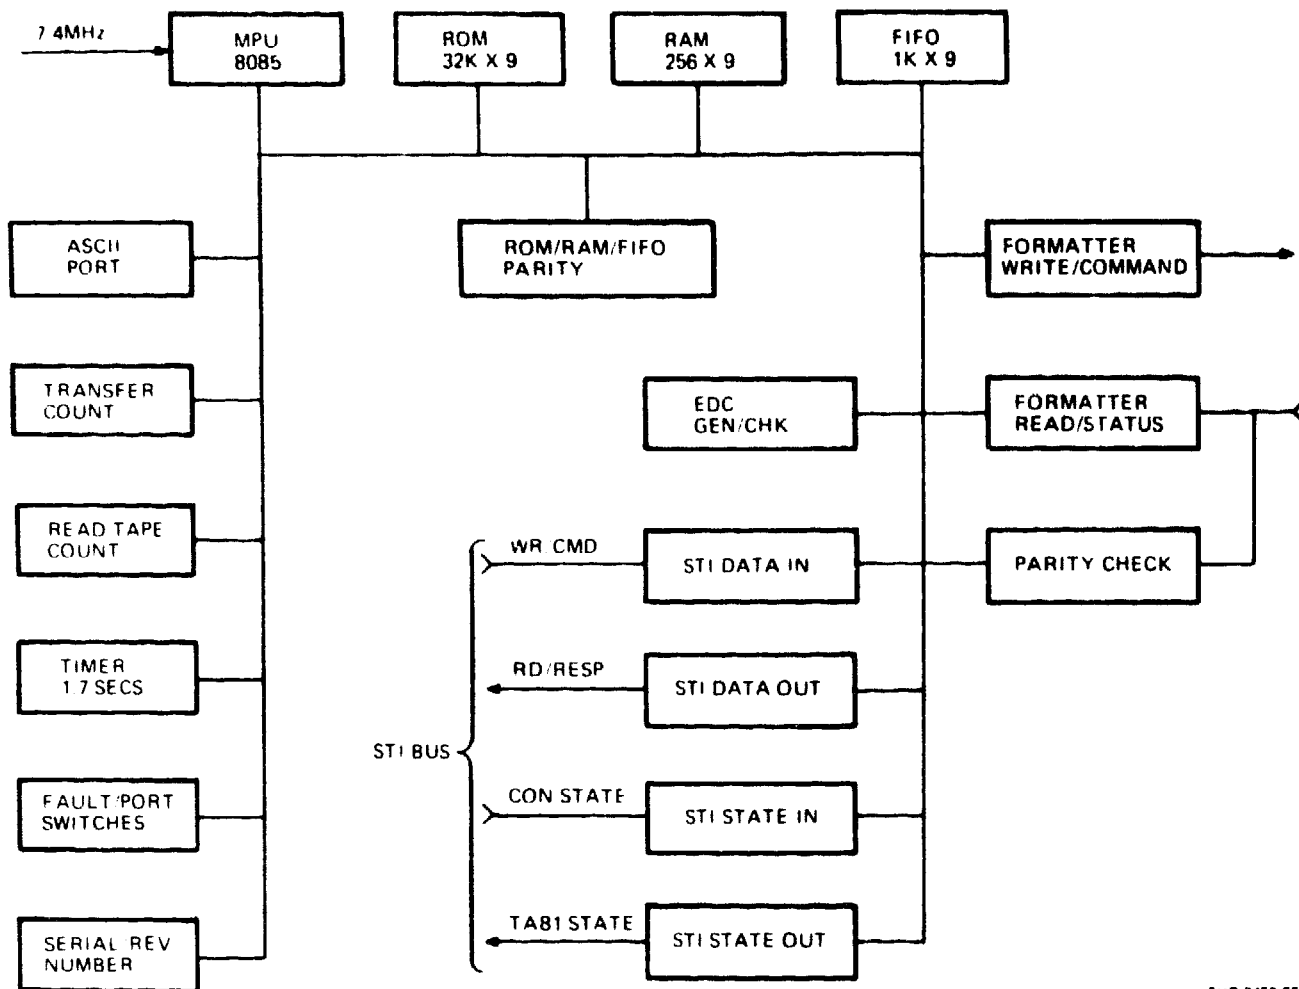 7.4MHz
MPU
8085
ROM
32K X 9
RAM
256 X 9
FIFO
1K X 9
ASCII
PORT
ROM/RAM/FIFO
PARITY
FORMATTER
WRITE/COMMAND
TRANSFER
COUNT
EDC
GEN/CHK
FORMATTER
READ/STATUS
READ TAPE
COUNT
WR/CMD
STI DATA IN
PARITY CHECK
TIMER
1.7 SECS
RD/RESP
STI DATA OUT
STI BUS
FAULT/PORT
SWITCHES
CON STATE
STI STATE IN
SERIAL REV
NUMBER
TA81 STATE
STI STATE OUT